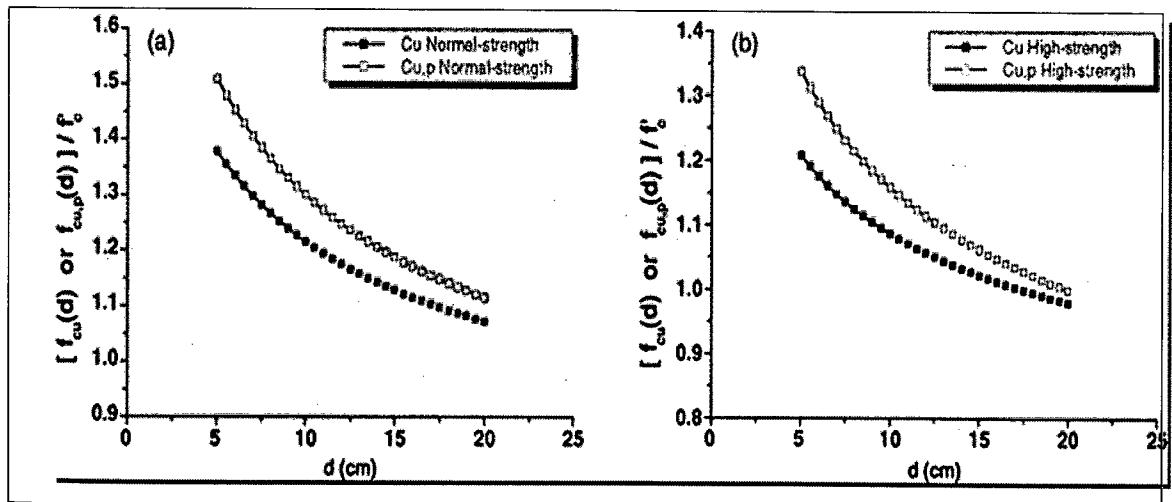 (a)
Cu Normal-strength
Cu,p Normal-strength
[ f_cu(d) or f_cu,p(d) ] / f'_c
1.6
1.5
1.4
1.3
1.2
1.1
1.0
0.9
0 5 10 15 20 25
d (cm)
(b)
Cu High-strength
Cu,p High-strength
[ f_cu(d) or f_cu,p(d) ] / f'_c
1.4
1.3
1.2
1.1
1.0
0.9
0.8
0 5 10 15 20 25
d (cm)